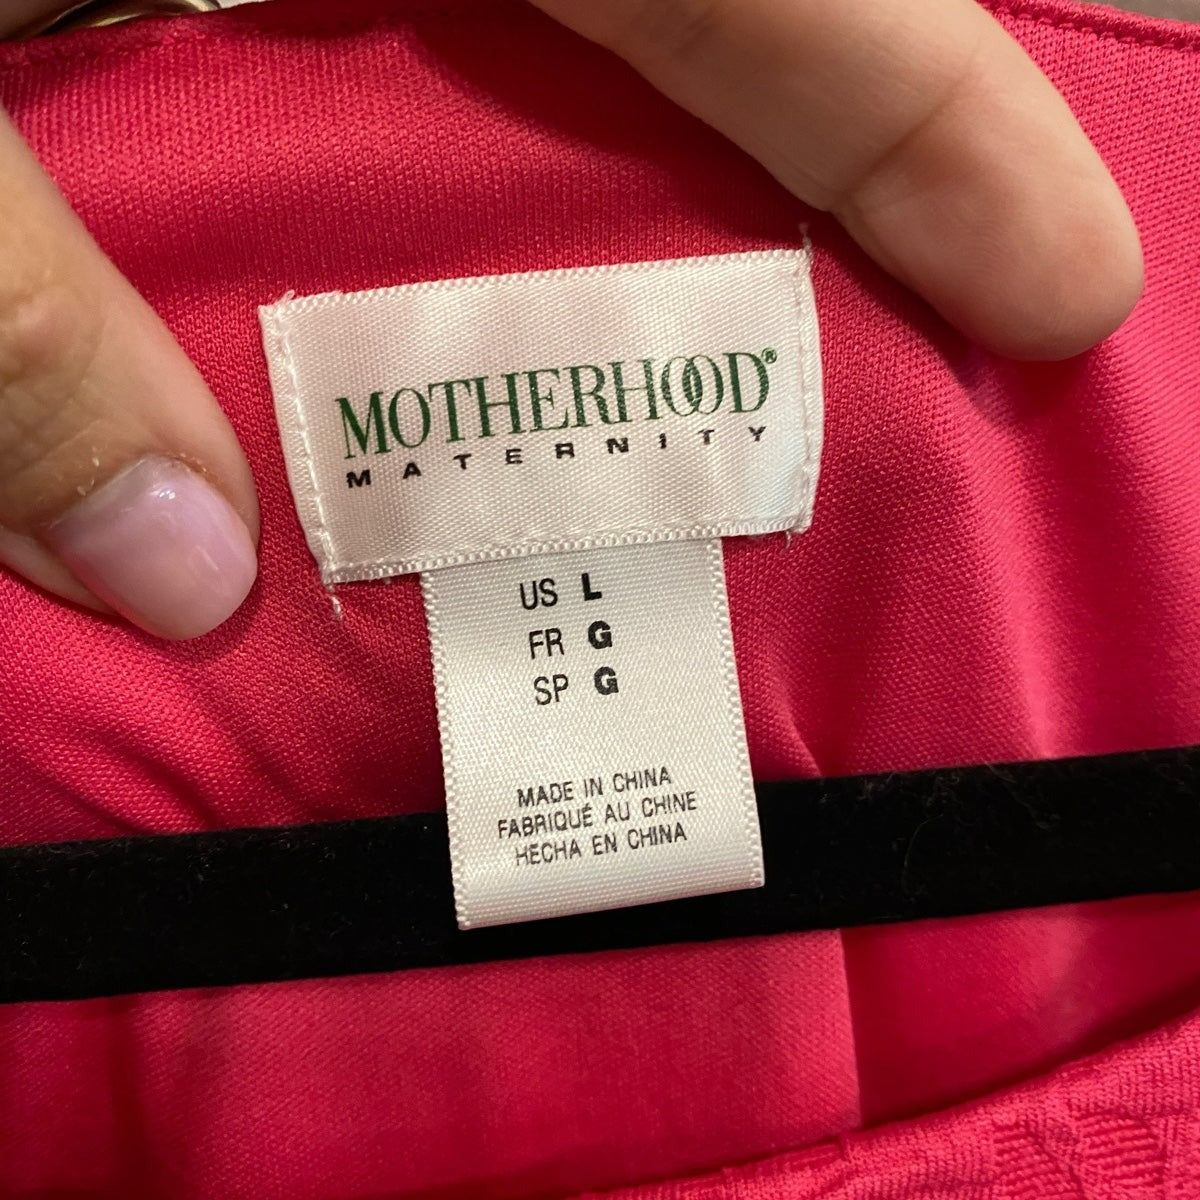 MOTHERHOOD®
MATERNITY
US L
FR G
SP G
MADE IN CHINA
FABRIQUÉ AU CHINE
HECHA EN CHINA